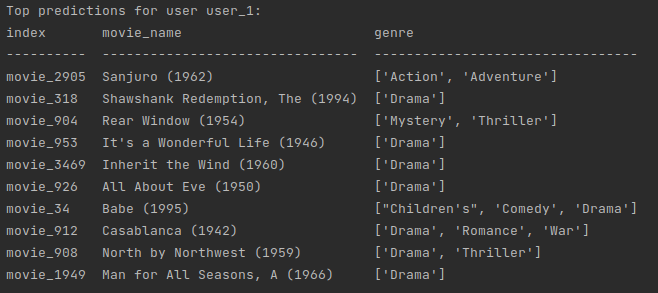 Top predictions for user user_1:
index movie_name genre
---------- ------------------------------ -------------------------------
movie_2905 Sanjuro (1962) ['Action', 'Adventure']
movie_318 Shawshank Redemption, The (1994) ['Drama']
movie_904 Rear Window (1954) ['Mystery', 'Thriller']
movie_953 It's a Wonderful Life (1946) ['Drama']
movie_3469 Inherit the Wind (1960) ['Drama']
movie_926 All About Eve (1950) ['Drama']
movie_34 Babe (1995) ["Children's", 'Comedy', 'Drama']
movie_912 Casablanca (1942) ['Drama', 'Romance', 'War']
movie_908 North by Northwest (1959) ['Drama', 'Thriller']
movie_1949 Man for All Seasons, A (1966) ['Drama']